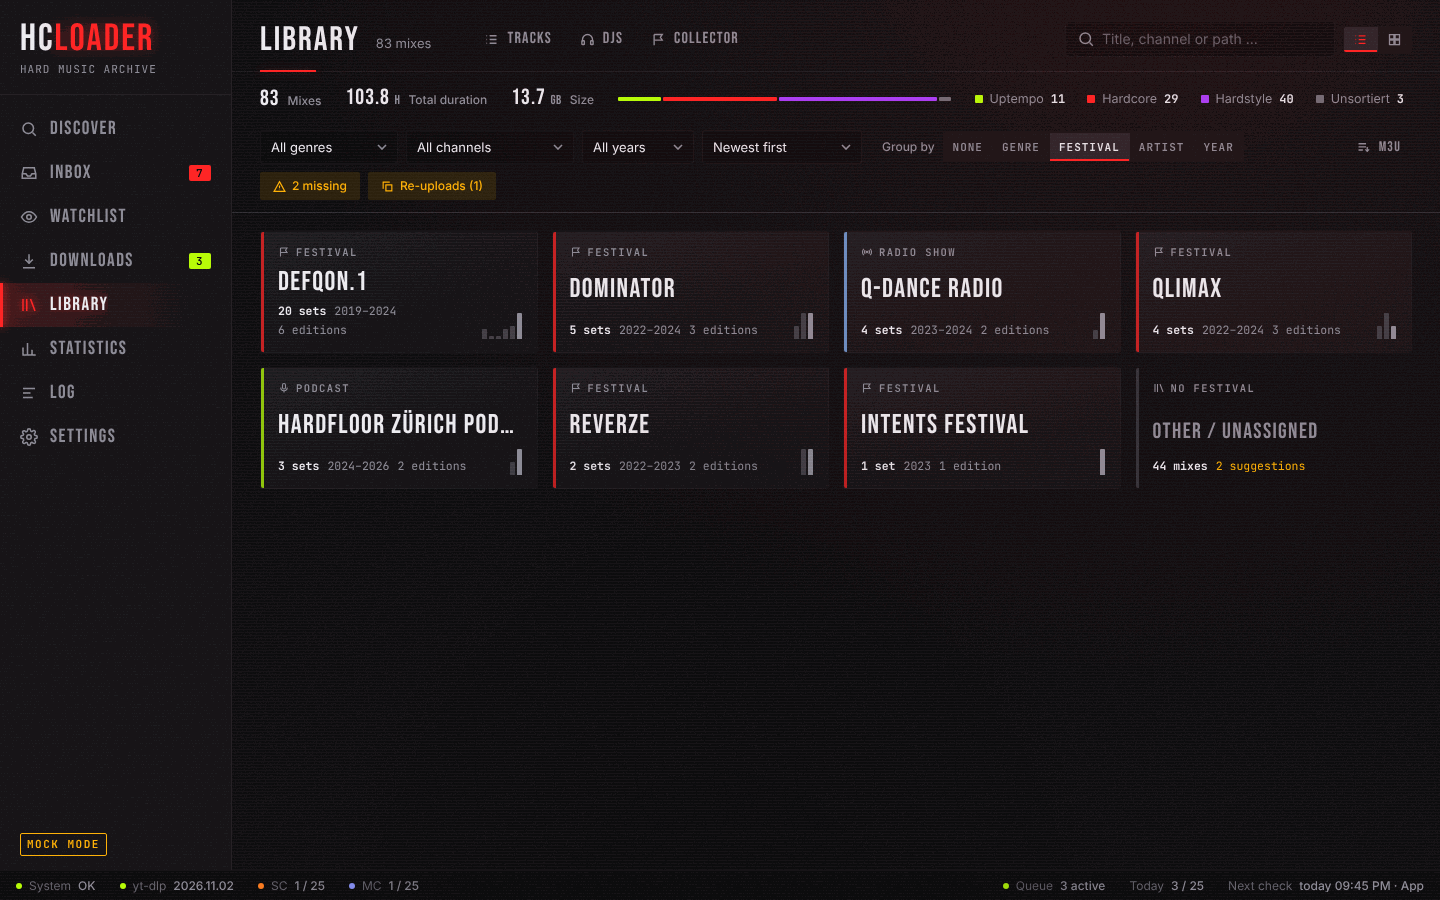 HCLOADER
HARD MUSIC ARCHIVE
DISCOVER
INBOX 7
WATCHLIST
DOWNLOADS 3
LIBRARY
STATISTICS
LOG
SETTINGS
MOCK MODE
LIBRARY 83 mixes TRACKS DJS COLLECTOR Title, channel or path ...
83 Mixes 103.8 H Total duration 13.7 GB Size Uptempo 11 Hardcore 29 Hardstyle 40 Unsortiert 3
All genres All channels All years Newest first Group by NONE GENRE FESTIVAL ARTIST YEAR M3U
2 missing Re-uploads (1)
FESTIVAL
DEFQON.1
20 sets 2019–2024
6 editions
FESTIVAL
DOMINATOR
5 sets 2022–2024 3 editions
RADIO SHOW
Q-DANCE RADIO
4 sets 2023–2024 2 editions
FESTIVAL
QLIMAX
4 sets 2022–2024 3 editions
PODCAST
HARDFLOOR ZÜRICH POD…
3 sets 2024–2026 2 editions
FESTIVAL
REVERZE
2 sets 2022–2023 2 editions
FESTIVAL
INTENTS FESTIVAL
1 set 2023 1 edition
NO FESTIVAL
OTHER / UNASSIGNED
44 mixes 2 suggestions
System OK yt-dlp 2026.11.02 SC 1 / 25 MC 1 / 25 Queue 3 active Today 3 / 25 Next check today 09:45 PM · App